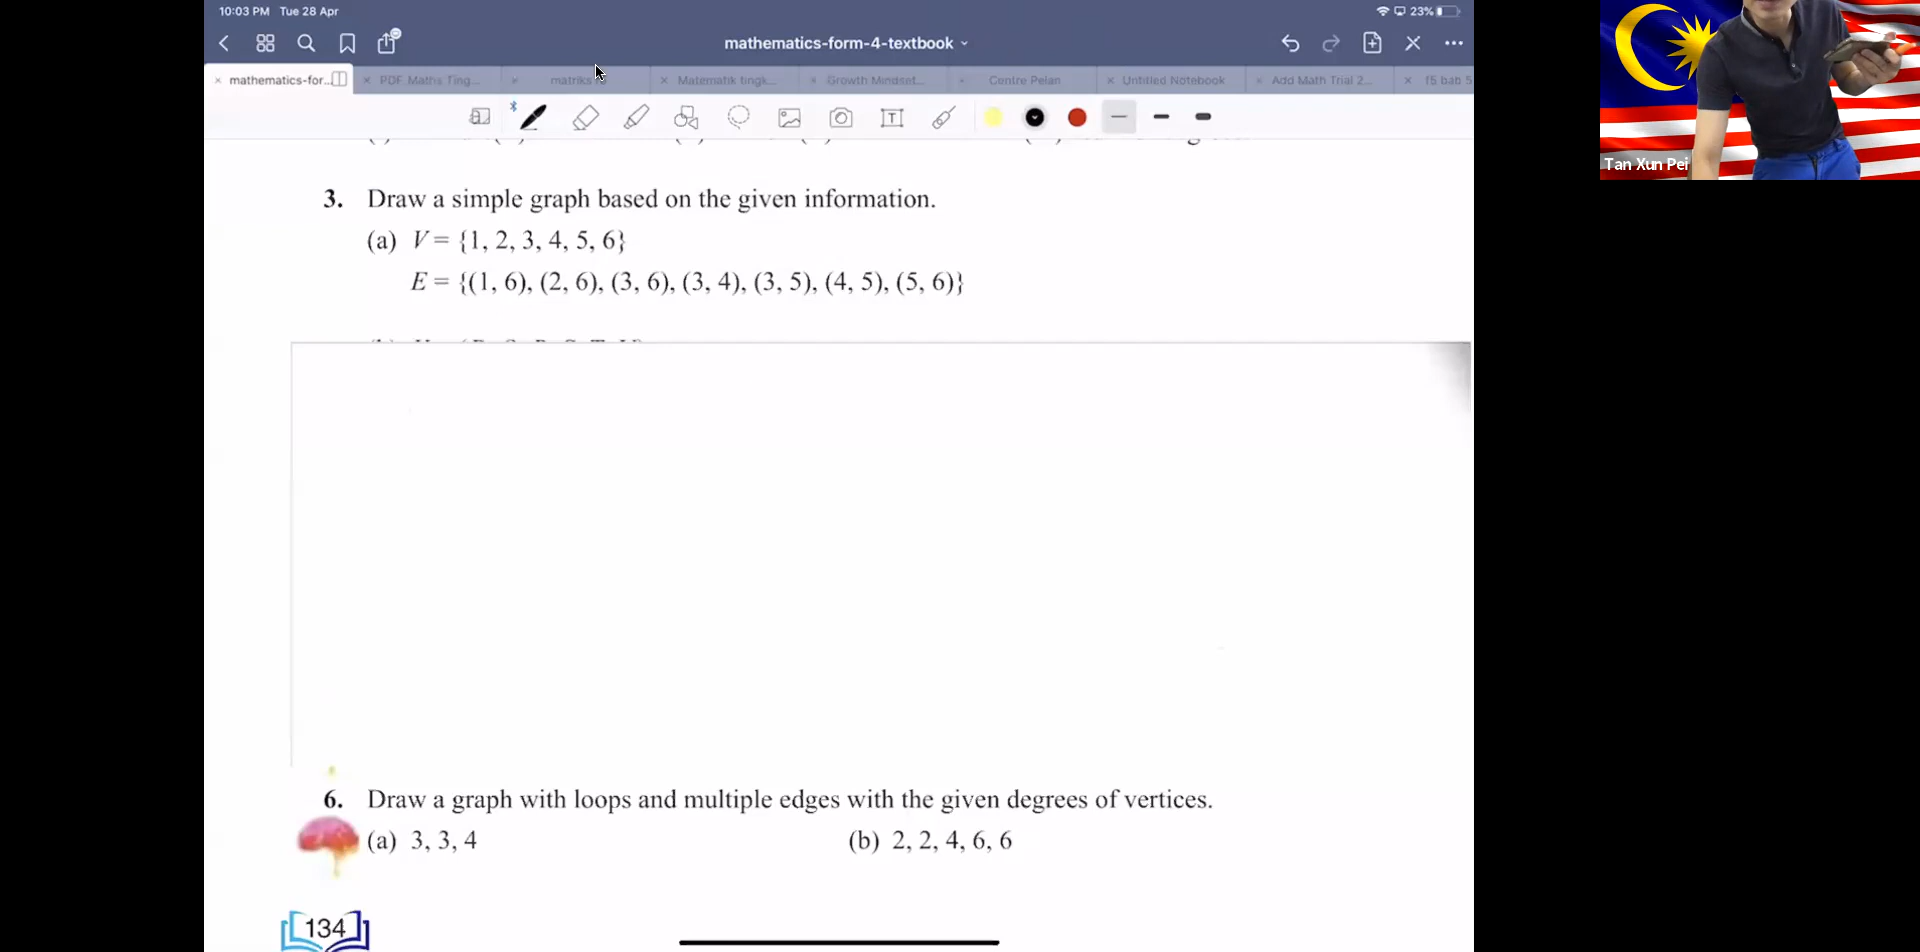 10:03 PM Tue 28 Apr
23%
mathematics-form-4-textbook
mathematics-for...
PDF Maths Ting...
matriks
Matematik tingk...
Growth Mindset...
Centre Pelan
Untitled Notebook
Add Math Trial 2...
f5 bab 5
Tan Xun Pei
3. Draw a simple graph based on the given information.
(a) V = {1, 2, 3, 4, 5, 6}
E = {(1, 6), (2, 6), (3, 6), (3, 4), (3, 5), (4, 5), (5, 6)}
6. Draw a graph with loops and multiple edges with the given degrees of vertices.
(a) 3, 3, 4
(b) 2, 2, 4, 6, 6
134